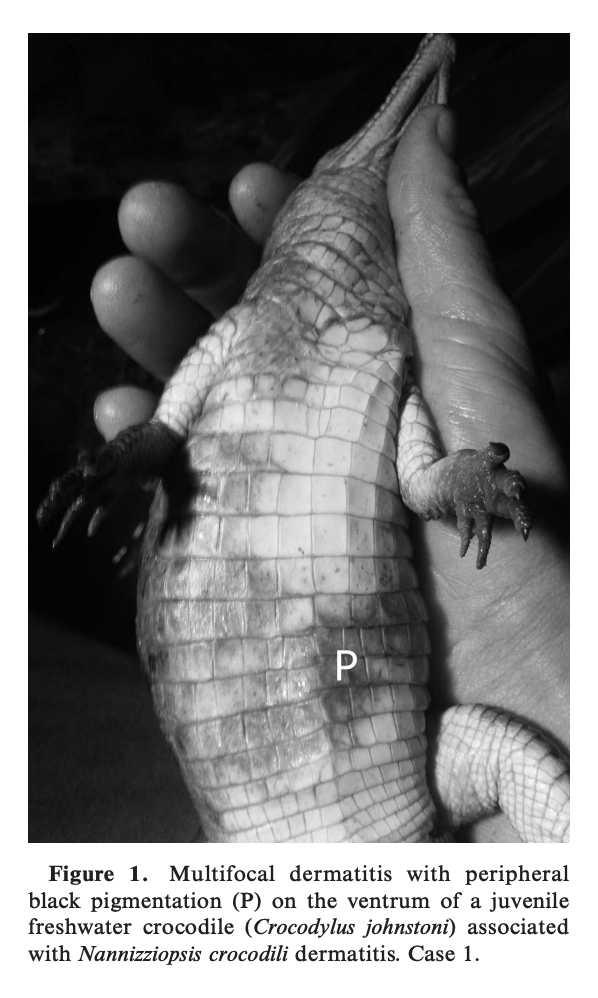 P
Figure 1. Multifocal dermatitis with peripheral
black pigmentation (P) on the ventrum of a juvenile
freshwater crocodile (Crocodylus johnstoni) associated
with Nannizziopsis crocodili dermatitis. Case 1.